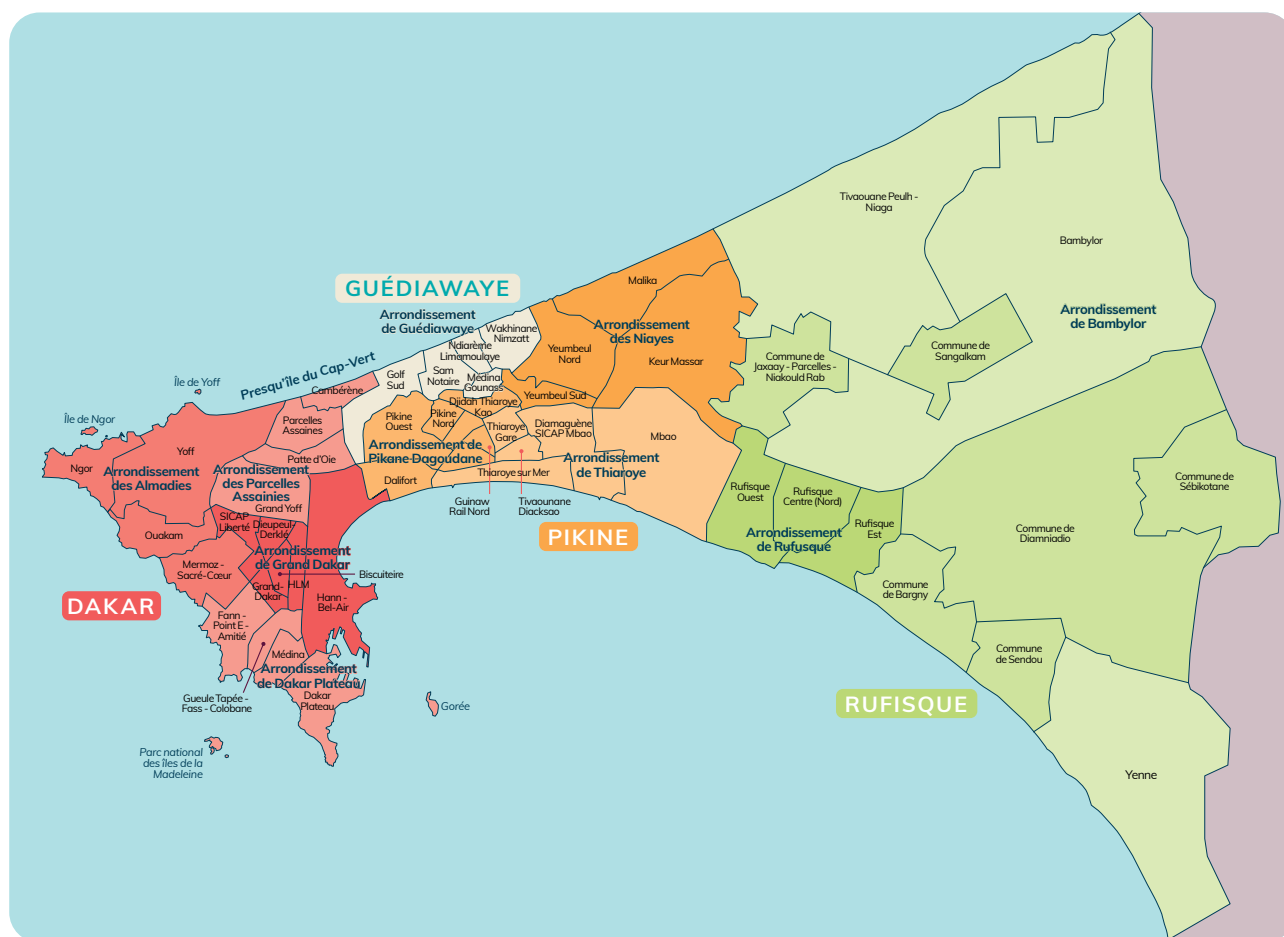 Tivaouane Peulh -
Niaga
Bambylor
Arrondissement
de Bambylor
GUÉDIAWAYE
Arrondissement
de Guédiawaye
Malika
Wakhinane
Nimzatt
Arrondissement
des Niayes
Ndiarème
Limemoulaye
Yeumbeul
Nord
Keur Massar
Commune de
Jaxaay - Parcelles -
Niakould Rab
Commune de
Sangalkam
Presqu'île du Cap-Vert
Golf
Sud
Sam
Notaire
Médina
Gounass
Île de Yoff
Cambérène
Yeumbeul Sud
Djidah Thiaroye
Kao
Île de Ngor
Parcelles
Assaines
Pikine
Ouest
Pikine
Nord
Thiaroye
Gare
Diamaguène
SICAP Mbao
Mbao
Yoff
Patte d'Oie
Arrondissement de
Pikane Dagoudane
Arrondissement
de Thiaroye
Ngor
Arrondissement
des Almadies
Arrondissement
des Parcelles
Assainies
Dalifort
Thiaroye sur Mer
Commune de
Sébikotane
Rufisque
Ouest
Rufisque
Centre (Nord)
Guinaw
Rail Nord
Tivaounane
Diacksao
Grand Yoff
SICAP
Liberté
Dieupeul-
Derklé
Rufisque
Est
Commune de
Diamniadio
Ouakam
PIKINE
Arrondissement
de Rufysque
Arrondissement
de Grand Dakar
Mermoz -
Sacré-Cœur
Biscuiteire
Grand-
Dakar
HLM
Commune
de Bargny
DAKAR
Hann -
Bel-Air
Fann -
Point E -
Amitié
Médina
Commune
de Sendou
Arrondissement
de Dakar Plateau
Gueule Tapée -
Fass - Colobane
Dakar
Plateau
Gorée
RUFISQUE
Parc national
des îles de la
Madeleine
Yenne